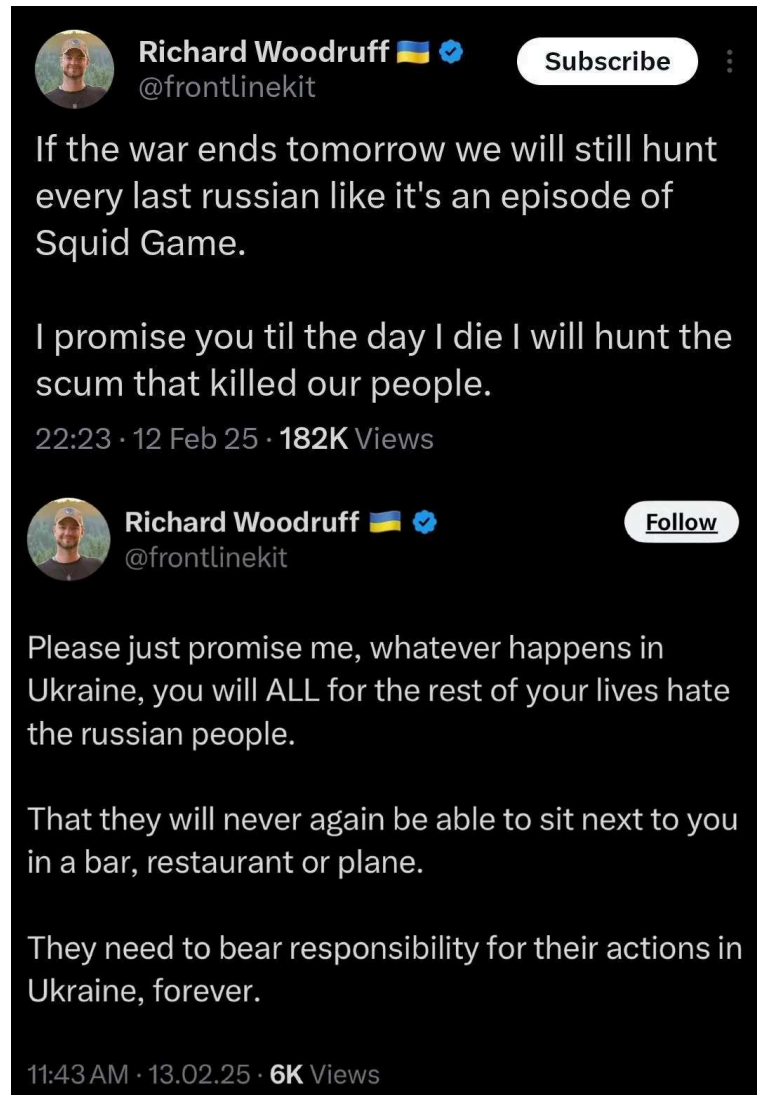 Richard Woodruff 🇺🇦
Subscribe
@frontlinekit
If the war ends tomorrow we will still hunt
every last russian like it's an episode of
Squid Game.
I promise you til the day I die I will hunt the
scum that killed our people.
22:23 · 12 Feb 25 · 182K Views
Richard Woodruff 🇺🇦
Follow
@frontlinekit
Please just promise me, whatever happens in
Ukraine, you will ALL for the rest of your lives hate
the russian people.
That they will never again be able to sit next to you
in a bar, restaurant or plane.
They need to bear responsibility for their actions in
Ukraine, forever.
11:43 AM · 13.02.25 · 6K Views